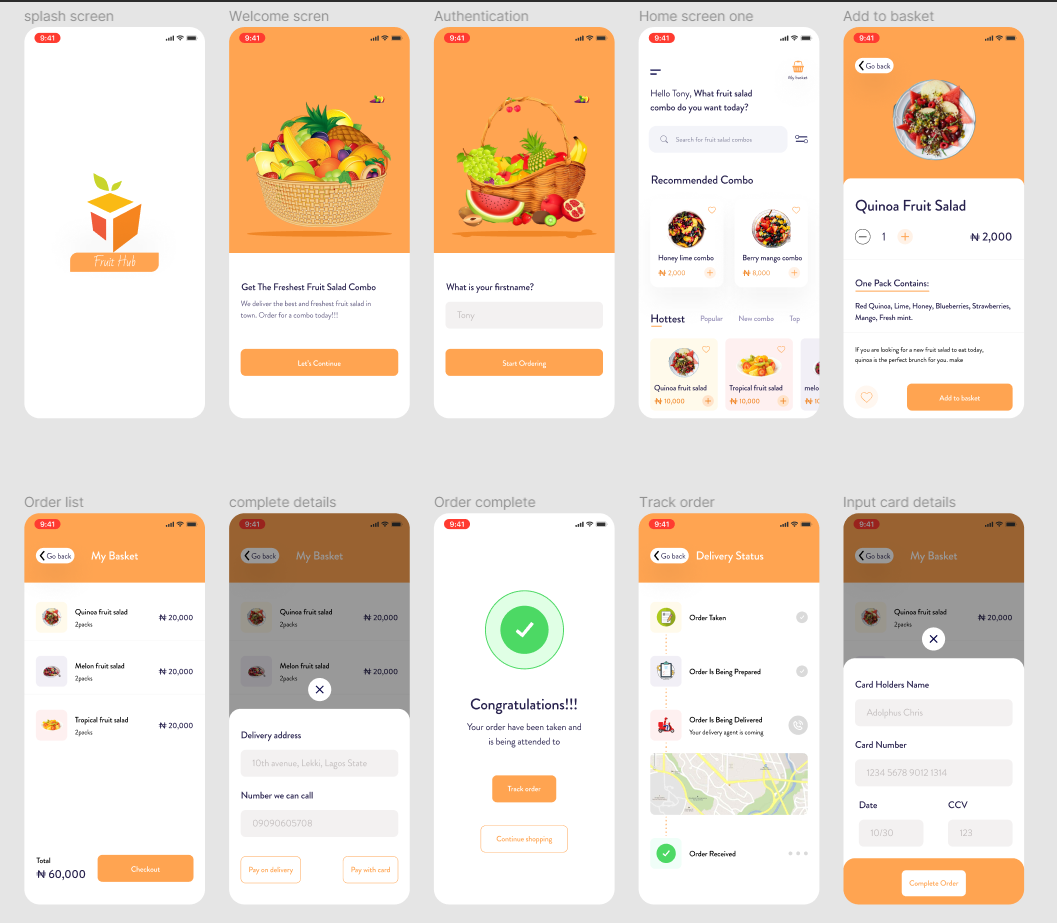 splash screen
9:41
Fruit Hub
Welcome scren
9:41
Get The Freshest Fruit Salad Combo
We deliver the best and freshest fruit salad in
town. Order for a combo today!!!
Let's Continue
Authentication
9:41
What is your firstname?
Tony
Start Ordering
Home screen one
9:41
My basket
Hello Tony, What fruit salad
combo do you want today?
Search for fruit salad combos
Recommended Combo
Honey lime combo
₦ 2,000
Berry mango combo
₦ 8,000
Hottest
Populer
New combo
Top
Quinoa fruit salad
₦ 10,000
Tropical fruit salad
₦ 10,000
melo
₦ 10
Add to basket
9:41
Go back
Quinoa Fruit Salad
1
₦ 2,000
One Pack Contains:
Red Quinoa, Lime, Honey, Blueberries, Strawberries,
Mango, Fresh mint.
If you are looking for a new fruit salad to eat today,
quinoa is the perfect brunch for you. make
Add to basket
Order list
9:41
Go back
My Basket
Quinoa fruit salad
2packs
₦ 20,000
Melon fruit salad
2packs
₦ 20,000
Tropical fruit salad
2packs
₦ 20,000
Total
₦ 60,000
Checkout
complete details
9:41
Go back
My Basket
Quinoa fruit salad
2packs
₦ 20,000
Melon fruit salad
2packs
₦ 20,000
Delivery address
10th avenue, Lekki, Lagos State
Number we can call
09090605708
Pay on delivery
Pay with card
Order complete
9:41
Congratulations!!!
Your order have been taken and
is being attended to
Track order
Continue shopping
Track order
9:41
Go back
Delivery Status
Order Taken
Order Is Being Prepared
Order Is Being Delivered
Your delivery agent is coming
Order Received
Input card details
9:41
Go back
My Basket
Quinoa fruit salad
2packs
₦ 20,000
Card Holders Name
Adolphus Chris
Card Number
1234 5678 9012 1314
Date
CCV
10/30
123
Complete Order